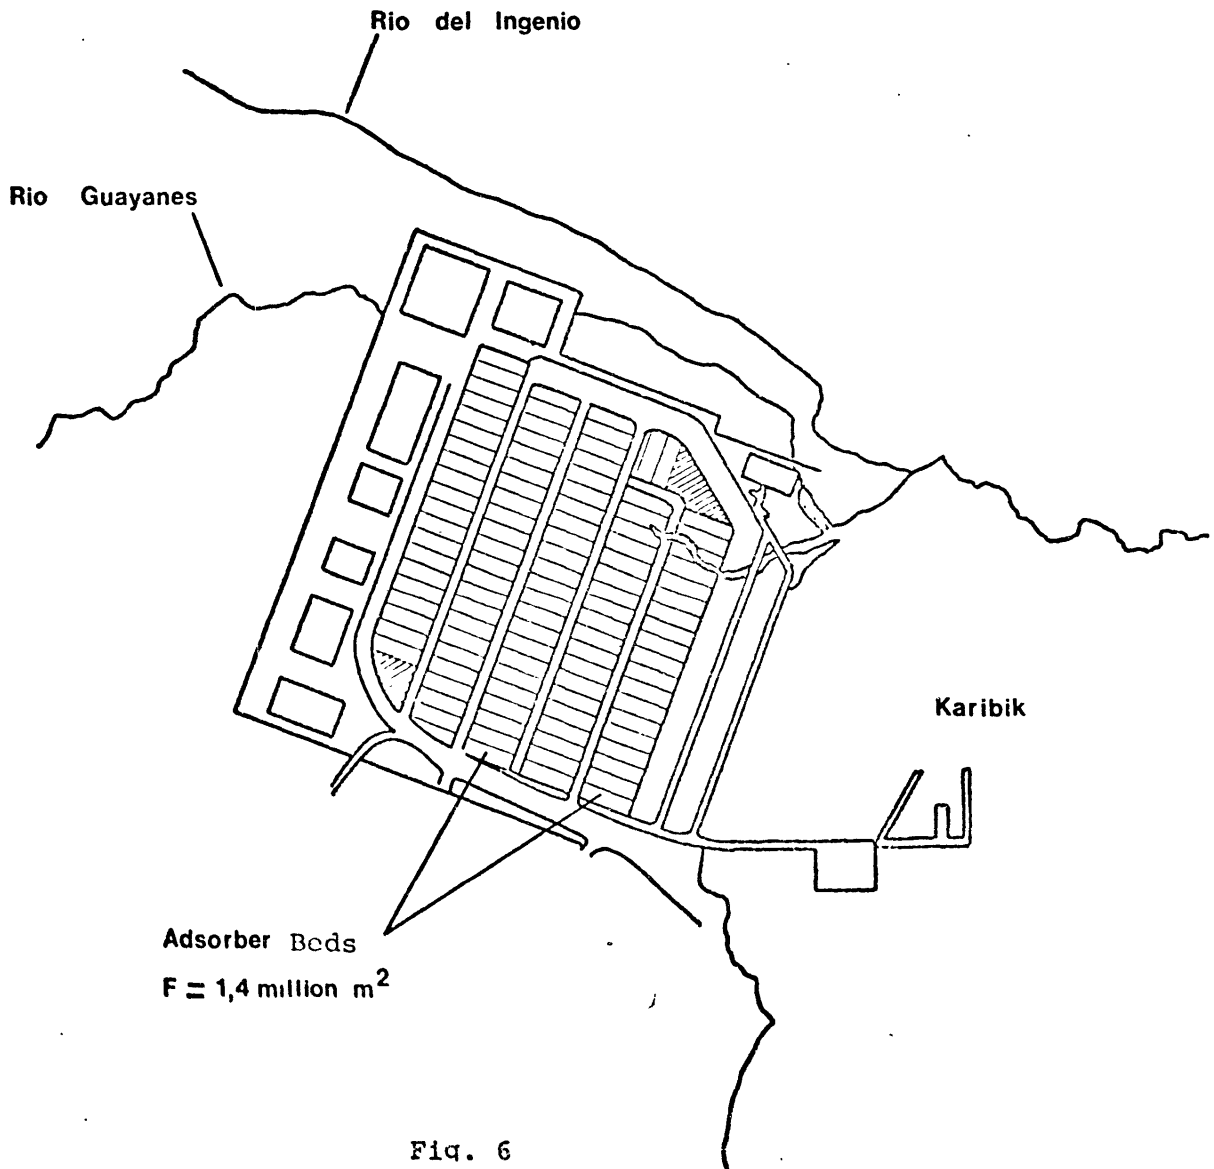 Rio del Ingenio
Rio Guayanes
Karibik
Adsorber Beds
F = 1,4 million m²
Fig. 6